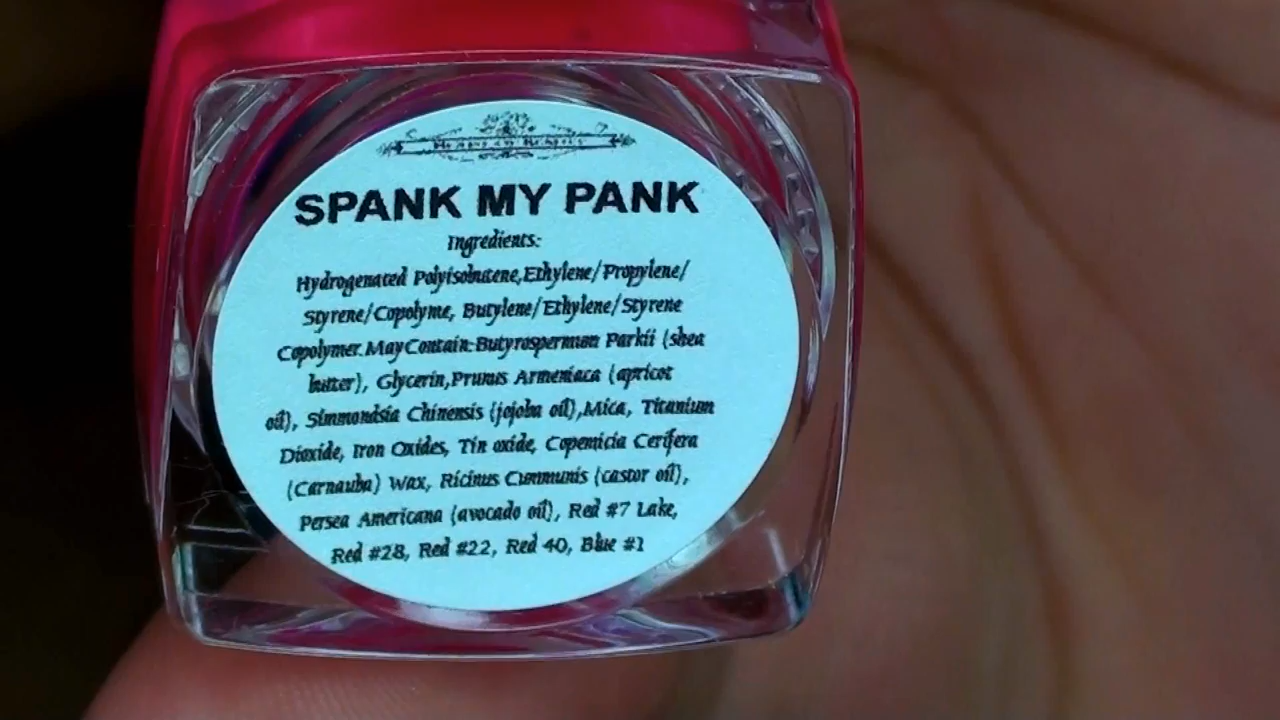 SPANK MY PANK
Ingredients:
Hydrogenated Polyisobutene,Ethylene/Propylene/
Styrene/Copolyme, Butylene/Ethylene/Styrene
Copolymer.May Contain:Butyrospermum Parkii (shea
butter), Glycerin,Prunus Armeniaca (apricot
oil), Simmondsia Chinensis (jojoba oil),Mica, Titanium
Dioxide, Iron Oxides, Tin oxide, Copernicia Cerifera
(Carnauba) Wax, Ricinus Cummunis (castor oil),
Persea Americana (avocado oil), Red #7 Lake,
Red #28, Red #22, Red 40, Blue #1